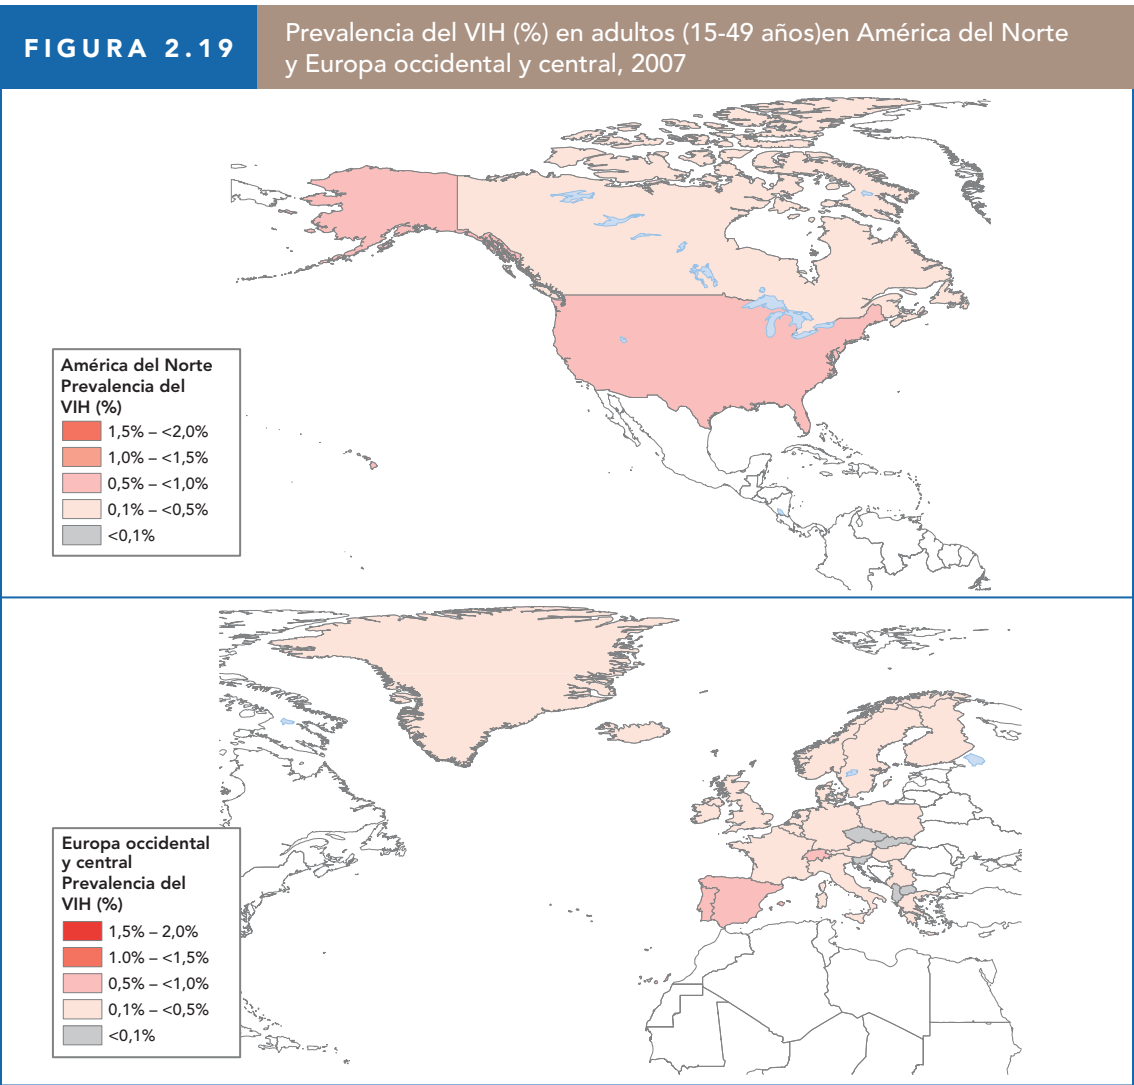 FIGURA 2.19
Prevalencia del VIH (%) en adultos (15-49 años)en América del Norte
y Europa occidental y central, 2007
América del Norte
Prevalencia del
VIH (%)
1,5% – <2,0%
1,0% – <1,5%
0,5% – <1,0%
0,1% – <0,5%
<0,1%
Europa occidental
y central
Prevalencia del
VIH (%)
1,5% – 2,0%
1.0% – <1,5%
0,5% – <1,0%
0,1% – <0,5%
<0,1%